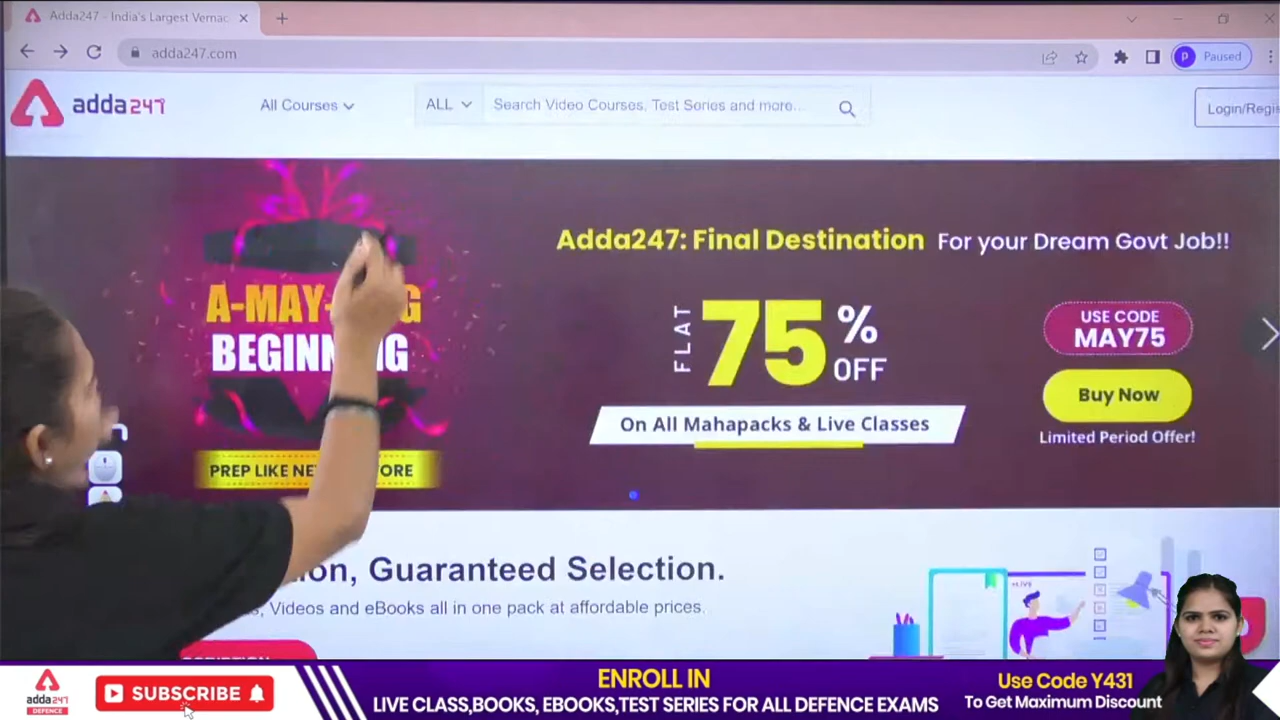 Adda247 - India's Largest Vernac
adda247.com
Paused
adda247
All Courses
ALL
Search Video Courses, Test Series and more...
Login/Regis
A-MAY-
G
BEGINNING
PREP LIKE
ORE
Adda247: Final Destination For your Dream Govt Job!!
FLAT
75% OFF
On All Mahapacks & Live Classes
USE CODE
MAY75
Buy Now
Limited Period Offer!
on, Guaranteed Selection.
s, Videos and eBooks all in one pack at affordable prices.
LIVE
adda247
DEFENCE
SUBSCRIBE
ENROLL IN
LIVE CLASS,BOOKS, EBOOKS,TEST SERIES FOR ALL DEFENCE EXAMS
Use Code Y431
To Get Maximum Discount